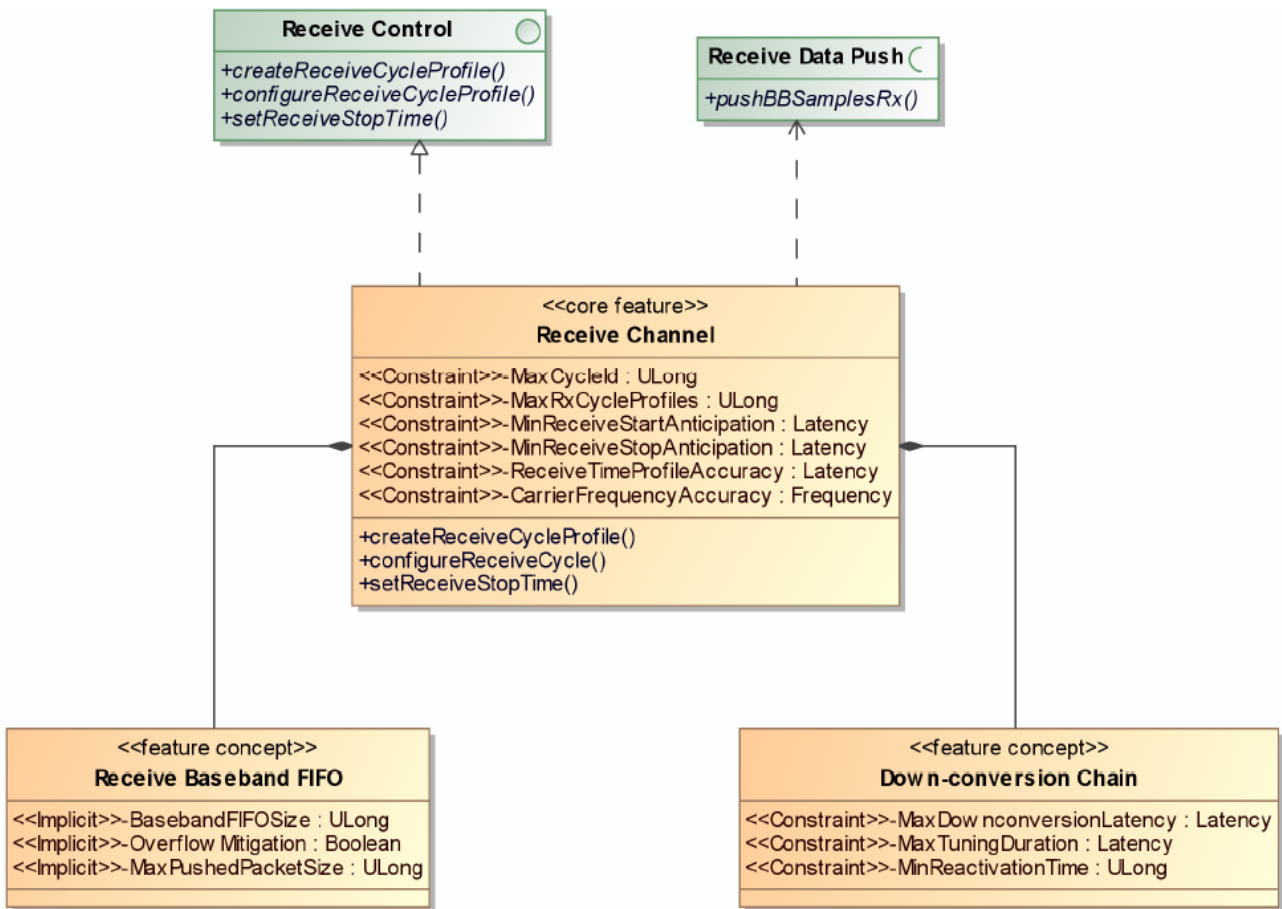 Receive Control
+createReceiveCycleProfile()
+configureReceiveCycleProfile()
+setReceiveStopTime()
Receive Data Push
+pushBBSamplesRx()
<<core feature>>
Receive Channel
<<Constraint>>-MaxCycleId : ULong
<<Constraint>>-MaxRxCycleProfiles : ULong
<<Constraint>>-MinReceiveStartAnticipation : Latency
<<Constraint>>-MinReceiveStopAnticipation : Latency
<<Constraint>>-ReceiveTimeProfileAccuracy : Latency
<<Constraint>>-CarrierFrequencyAccuracy : Frequency
+createReceiveCycleProfile()
+configureReceiveCycle()
+setReceiveStopTime()
<<feature concept>>
Receive Baseband FIFO
<<Implicit>>-BasebandFIFOSize : ULong
<<Implicit>>-Overflow Mitigation : Boolean
<<Implicit>>-MaxPushedPacketSize : ULong
<<feature concept>>
Down-conversion Chain
<<Constraint>>-MaxDownconversionLatency : Latency
<<Constraint>>-MaxTuningDuration : Latency
<<Constraint>>-MinReactivationTime : ULong